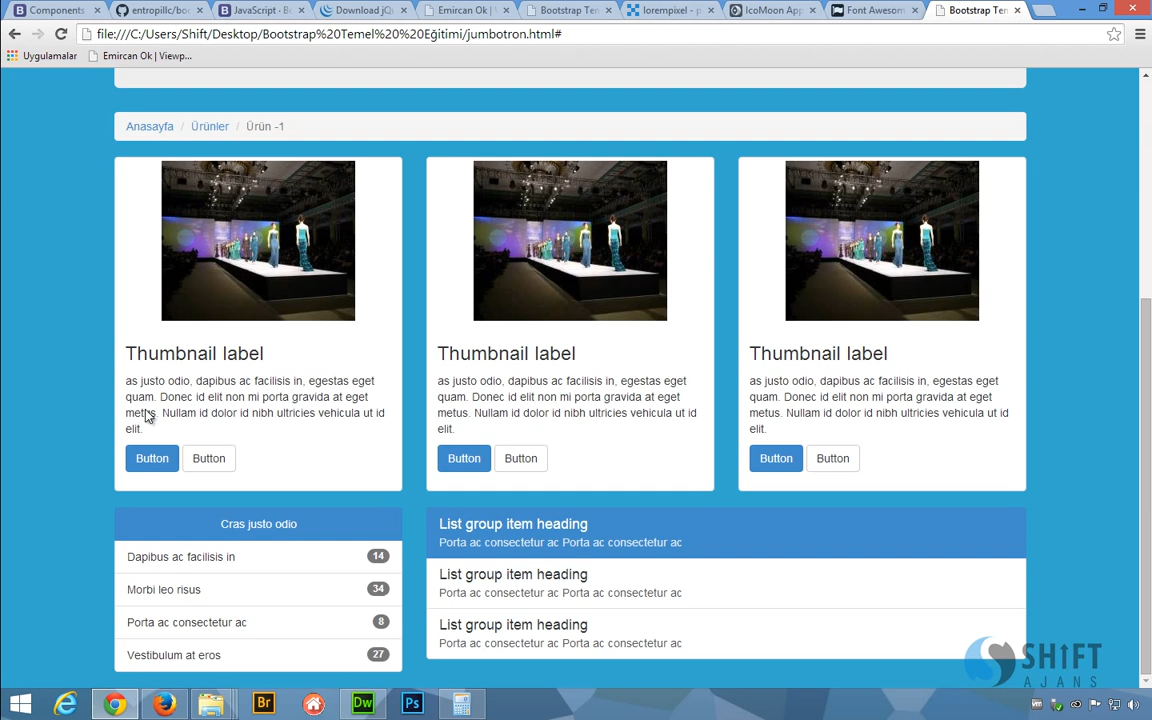 Components
entropillc/bo
JavaScript · B
Download jQ
Emircan Ok | V
Bootstrap Ten
lorempixel - p
IcoMoon App
Font Awesom
Bootstrap Ten
file:///C:/Users/Shift/Desktop/Bootstrap%20Temel%20%20Eğitimi/jumbotron.html#
Uygulamalar
Emircan Ok | Viewp...
Anasayfa / Ürünler / Ürün -1
Thumbnail label
as justo odio, dapibus ac facilisis in, egestas eget
quam. Donec id elit non mi porta gravida at eget
metus. Nullam id dolor id nibh ultricies vehicula ut id
elit.
Button Button
Thumbnail label
as justo odio, dapibus ac facilisis in, egestas eget
quam. Donec id elit non mi porta gravida at eget
metus. Nullam id dolor id nibh ultricies vehicula ut id
elit.
Button Button
Thumbnail label
as justo odio, dapibus ac facilisis in, egestas eget
quam. Donec id elit non mi porta gravida at eget
metus. Nullam id dolor id nibh ultricies vehicula ut id
elit.
Button Button
Cras justo odio
Dapibus ac facilisis in 14
Morbi leo risus 34
Porta ac consectetur ac 8
Vestibulum at eros 27
List group item heading
Porta ac consectetur ac Porta ac consectetur ac
List group item heading
Porta ac consectetur ac Porta ac consectetur ac
List group item heading
Porta ac consectetur ac Porta ac consectetur ac
SHIFT
AJANS
Br
Dw
Ps